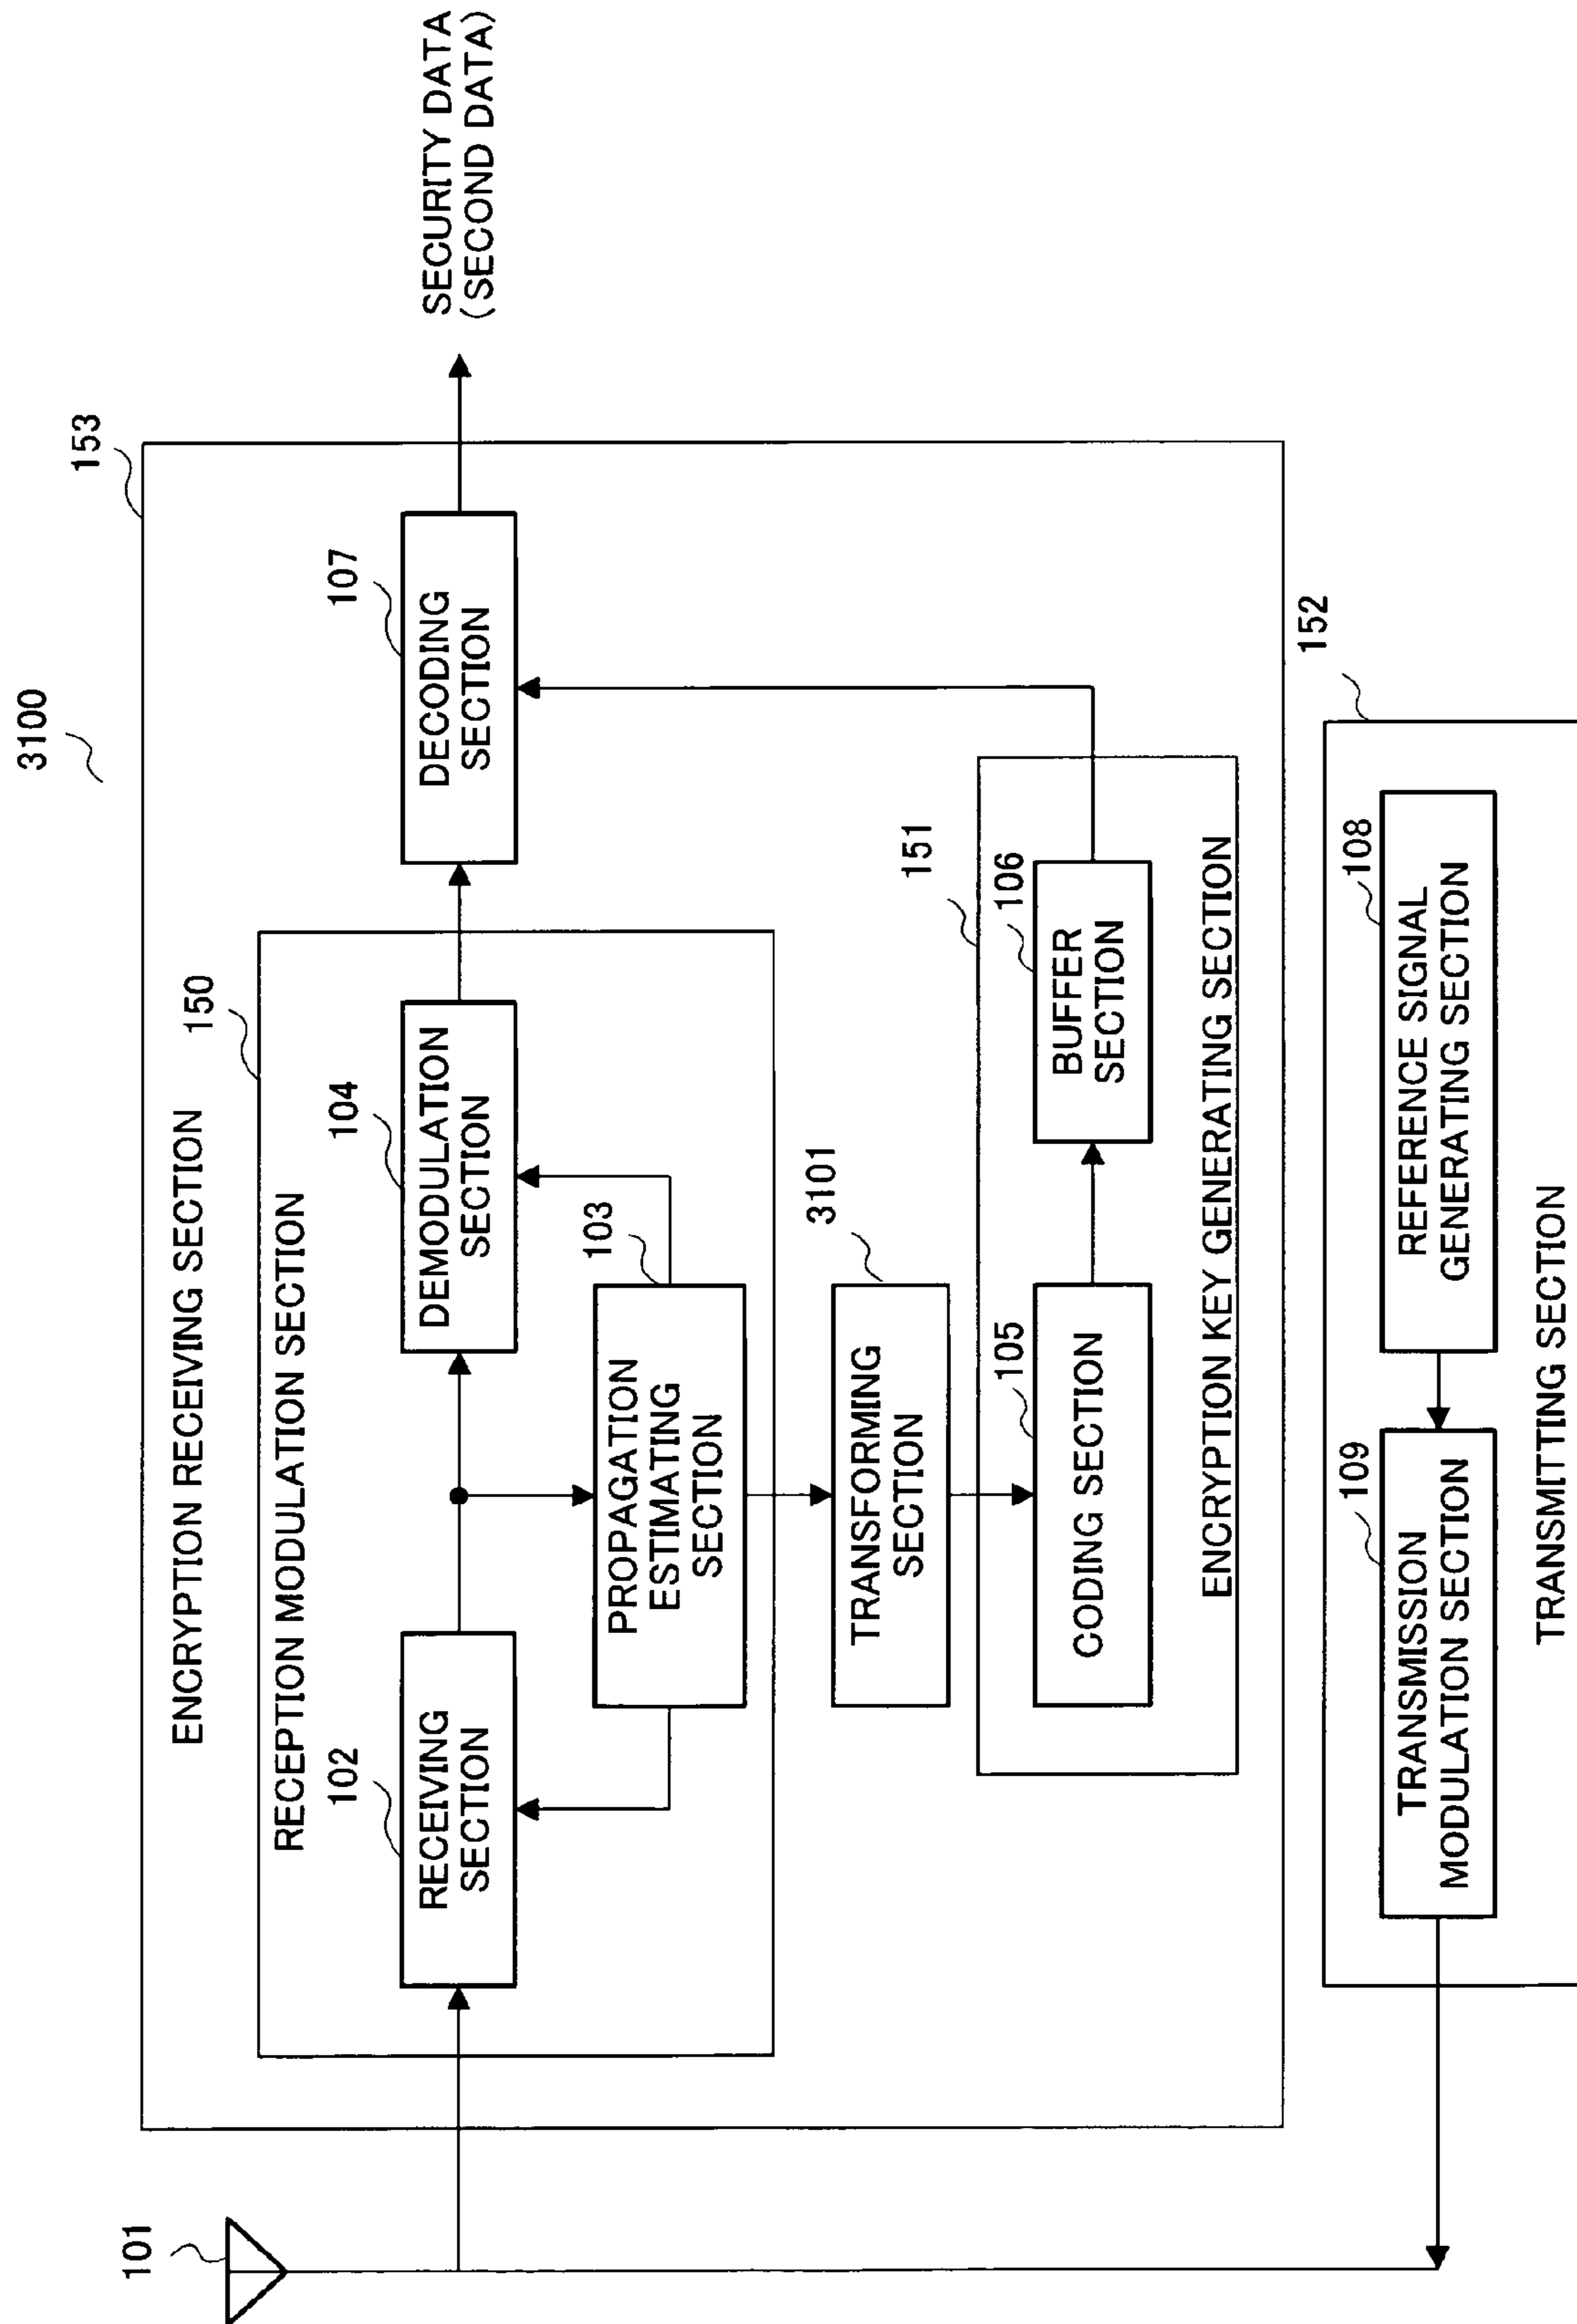 3100
153
ENCRYPTION RECEIVING SECTION
150
RECEPTION MODULATION SECTION
101
102
RECEIVING
SECTION
104
DEMODULATION
SECTION
107
DECODING
SECTION
SECURITY DATA
(SECOND DATA)
103
PROPAGATION
ESTIMATING
SECTION
3101
TRANSFORMING
SECTION
151
105
CODING SECTION
106
BUFFER
SECTION
ENCRYPTION KEY GENERATING SECTION
152
109
TRANSMISSION
MODULATION SECTION
108
REFERENCE SIGNAL
GENERATING SECTION
TRANSMITTING SECTION